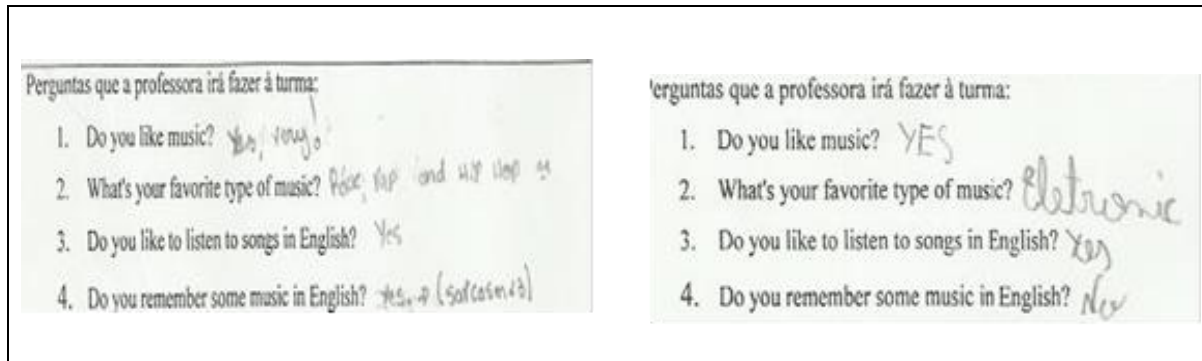 Perguntas que a professora irá fazer à turma:
1. Do you like music? Yes, very!
2. What's your favorite type of music? Rap and Hip Hop
3. Do you like to listen to songs in English? Yes
4. Do you remember some music in English? Yes
erguntas que a professora irá fazer à turma:
1. Do you like music? YES
2. What's your favorite type of music? Eletronic
3. Do you like to listen to songs in English? Yes
4. Do you remember some music in English? No